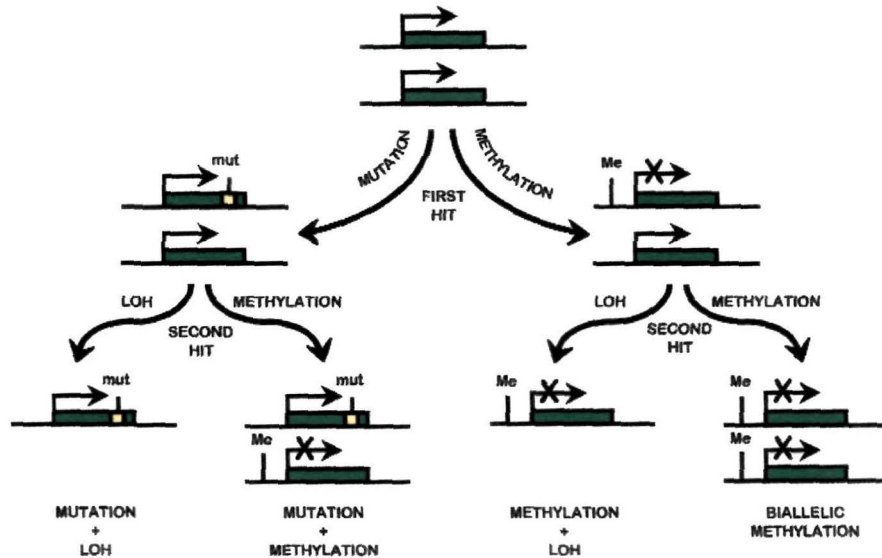 MUTATION
METHYLATION
FIRST
HIT
mut
Me
LOH
METHYLATION
SECOND
HIT
LOH
METHYLATION
SECOND
HIT
mut
mut
Me
Me
Me
Me
MUTATION
+
LOH
MUTATION
+
METHYLATION
METHYLATION
+
LOH
BIALLELIC
METHYLATION